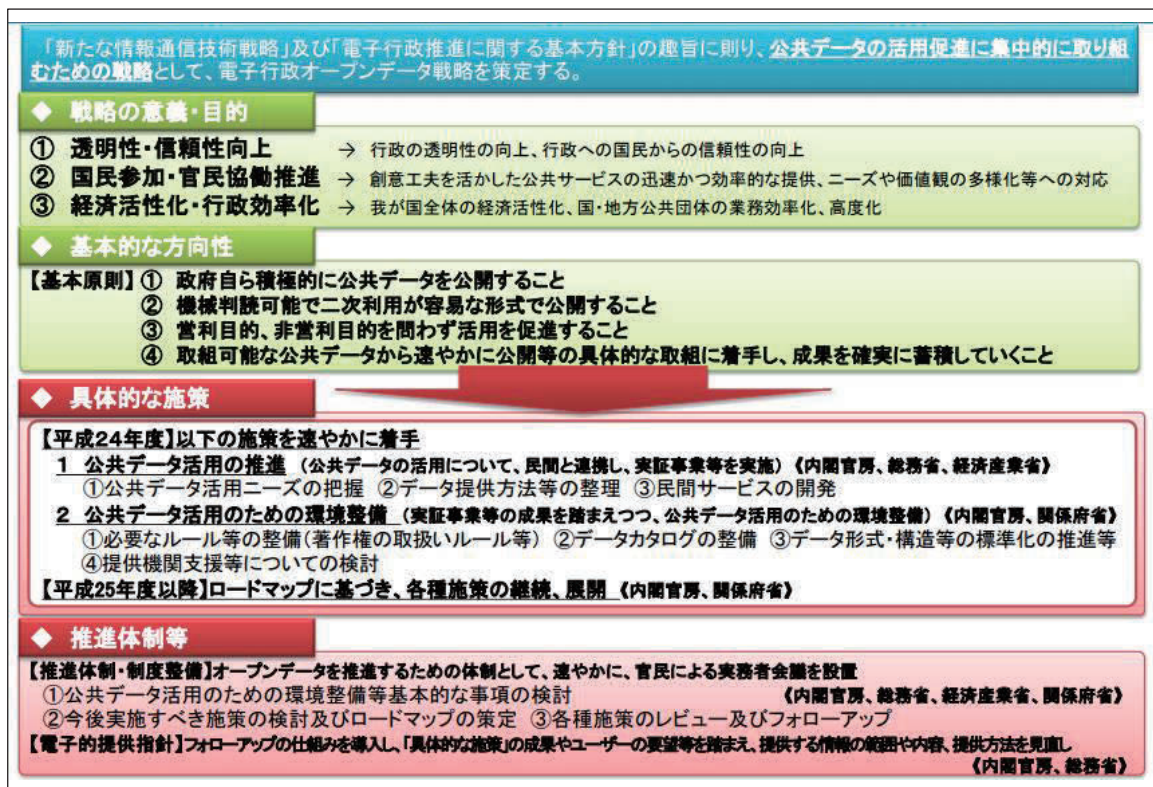 「新たな情報通信技術戦略」及び「電子行政推進に関する基本方針」の趣旨に則り、公共データの活用促進に集中的に取り組
むための戦略として、電子行政オープンデータ戦略を策定する。
◆ 戦略の意義・目的
① 透明性・信頼性向上 → 行政の透明性の向上、行政への国民からの信頼性の向上
② 国民参加・官民協働推進 → 創意工夫を活かした公共サービスの迅速かつ効率的な提供、ニーズや価値観の多様化等への対応
③ 経済活性化・行政効率化 → 我が国全体の経済活性化、国・地方公共団体の業務効率化、高度化
◆ 基本的な方向性
【基本原則】① 政府自ら積極的に公共データを公開すること
② 機械判読可能で二次利用が容易な形式で公開すること
③ 営利目的、非営利目的を問わず活用を促進すること
④ 取組可能な公共データから速やかに公開等の具体的な取組に着手し、成果を確実に蓄積していくこと
◆ 具体的な施策
【平成24年度】以下の施策を速やかに着手
1 公共データ活用の推進 (公共データの活用について、民間と連携し、実証事業等を実施) 《内閣官房、総務省、経済産業省》
①公共データ活用ニーズの把握 ②データ提供方法等の整理 ③民間サービスの開発
2 公共データ活用のための環境整備 (実証事業等の成果を踏まえつつ、公共データ活用のための環境整備) 《内閣官房、関係府省》
①必要なルール等の整備(著作権の取扱いルール等) ②データカタログの整備 ③データ形式・構造等の標準化の推進等
④提供機関支援等についての検討
【平成25年度以降】ロードマップに基づき、各種施策の継続、展開 《内閣官房、関係府省》
◆ 推進体制等
【推進体制・制度整備】オープンデータを推進するための体制として、速やかに、官民による実務者会議を設置
①公共データ活用のための環境整備等基本的な事項の検討 《内閣官房、総務省、経済産業省、関係府省》
②今後実施すべき施策の検討及びロードマップの策定 ③各種施策のレビュー及びフォローアップ
【電子的提供指針】フォローアップの仕組みを導入し、「具体的な施策」の成果やユーザーの要望等を踏まえ、提供する情報の範囲や内容、提供方法を見直し
《内閣官房、総務省》